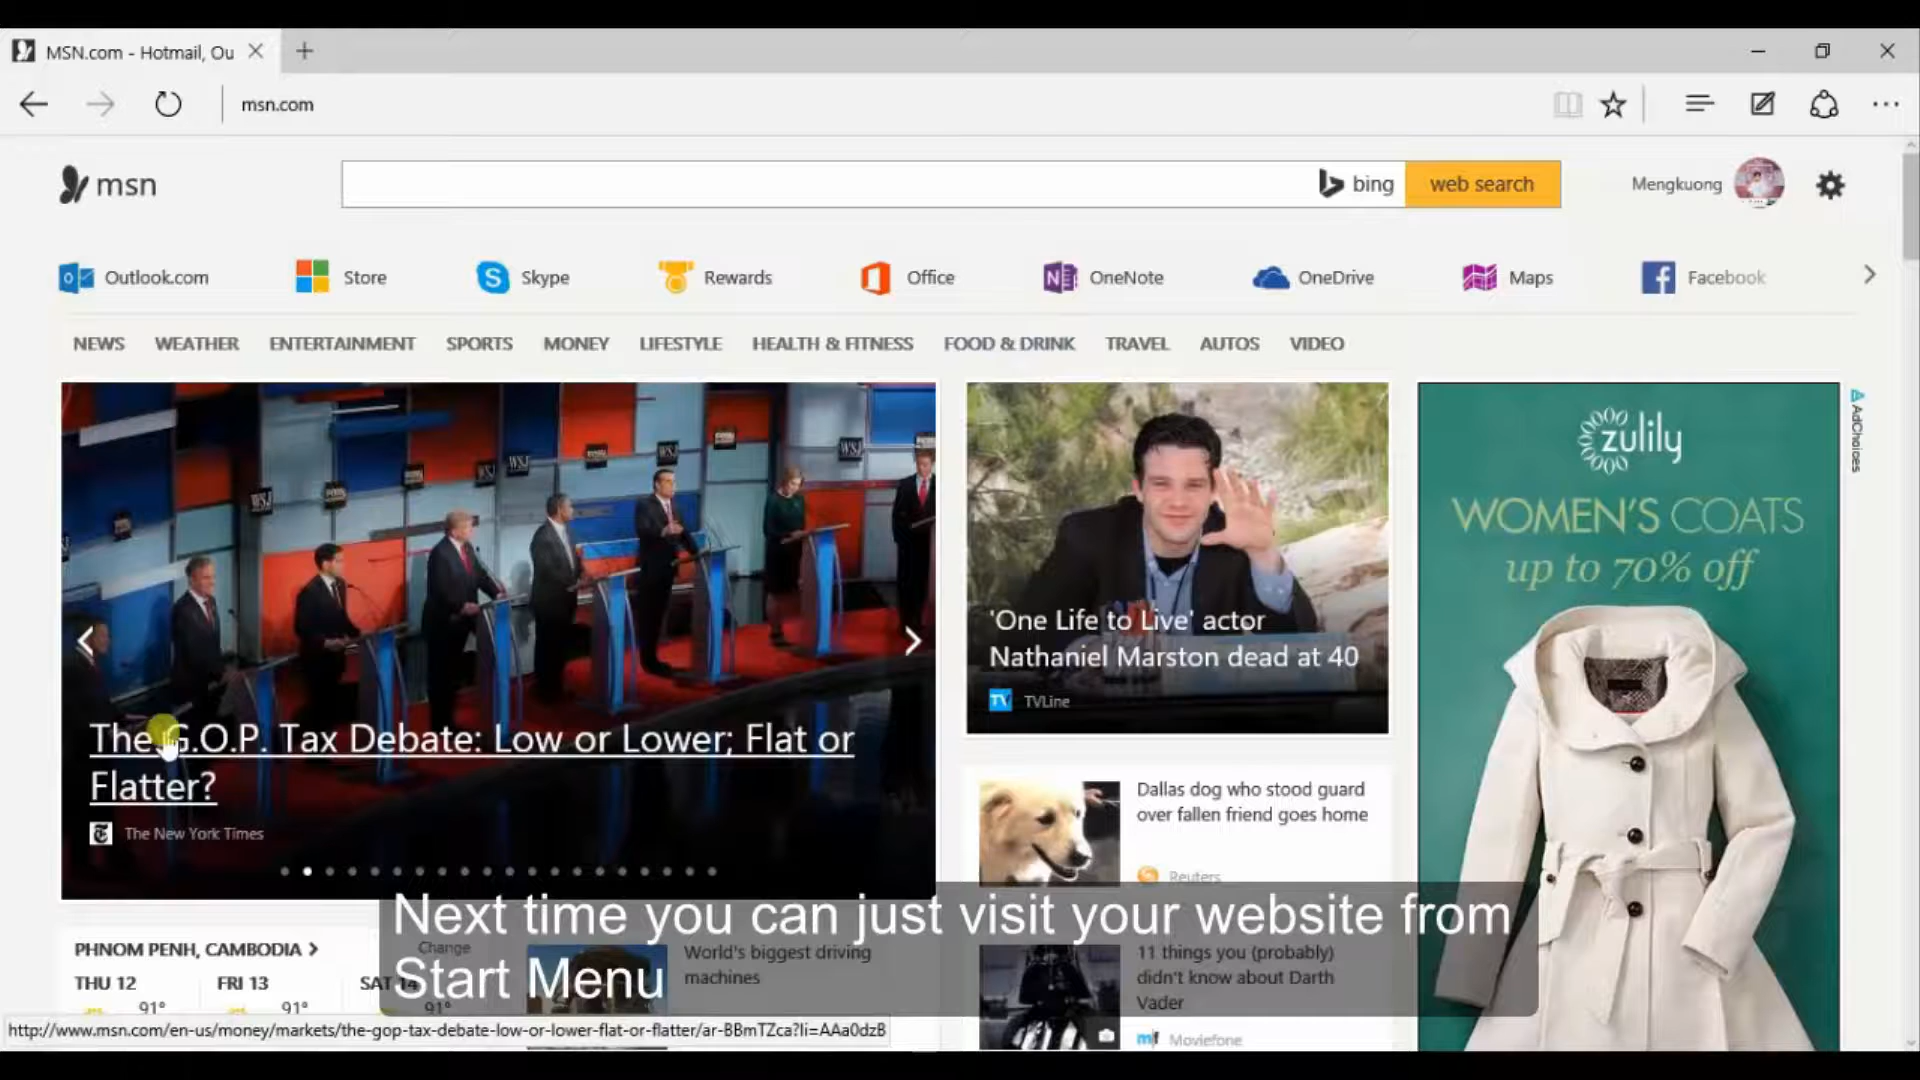 MSN.com - Hotmail, Ou
msn.com
msn
bing
web search
Mengkuong
Outlook.com
Store
Skype
Rewards
Office
OneNote
OneDrive
Maps
Facebook
NEWS WEATHER ENTERTAINMENT SPORTS MONEY LIFESTYLE HEALTH & FITNESS FOOD & DRINK TRAVEL AUTOS VIDEO
WSJ
WSJ
WSJ
WSJ
The G.O.P. Tax Debate: Low or Lower; Flat or
Flatter?
The New York Times
'One Life to Live' actor
Nathaniel Marston dead at 40
TVLine
Dallas dog who stood guard
over fallen friend goes home
Reuters
AdChoices
zulily
WOMEN'S COATS
up to 70% off
Next time you can just visit your website from
Start Menu
PHNOM PENH, CAMBODIA
Change
THU 12
FRI 13
SAT 14
91°
91°
91°
World's biggest driving
machines
11 things you (probably)
didn't know about Darth
Vader
mf Moviefone
http://www.msn.com/en-us/money/markets/the-gop-tax-debate-low-or-lower-flat-or-flatter/ar-BBmTZca?li=AAa0dzB